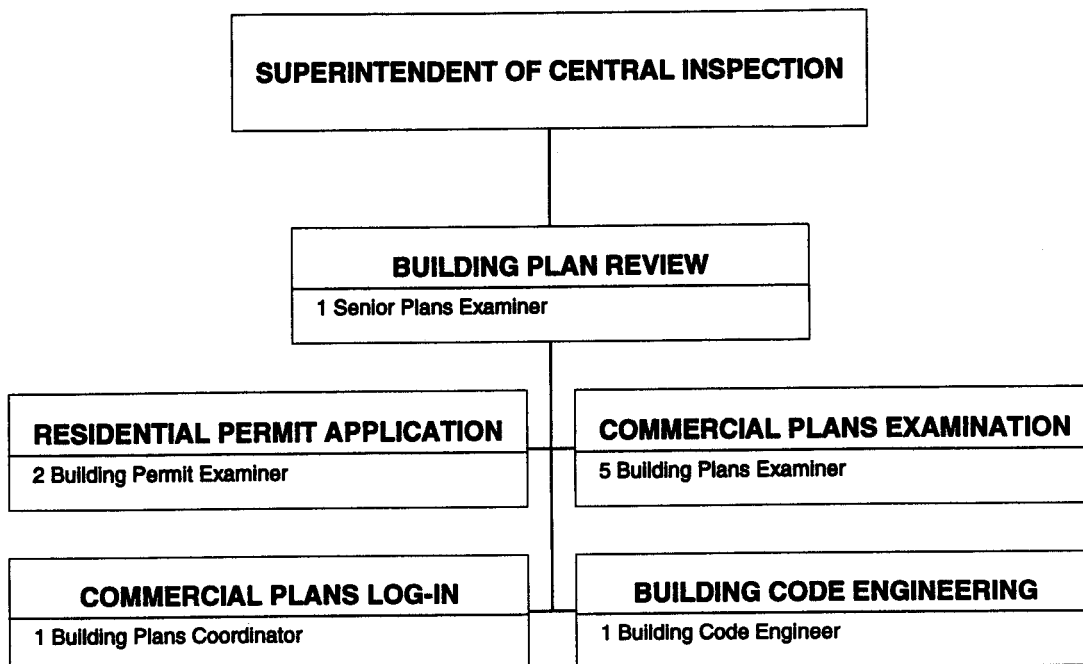 SUPERINTENDENT OF CENTRAL INSPECTION
BUILDING PLAN REVIEW
1 Senior Plans Examiner
RESIDENTIAL PERMIT APPLICATION
2 Building Permit Examiner
COMMERCIAL PLANS EXAMINATION
5 Building Plans Examiner
COMMERCIAL PLANS LOG-IN
1 Building Plans Coordinator
BUILDING CODE ENGINEERING
1 Building Code Engineer